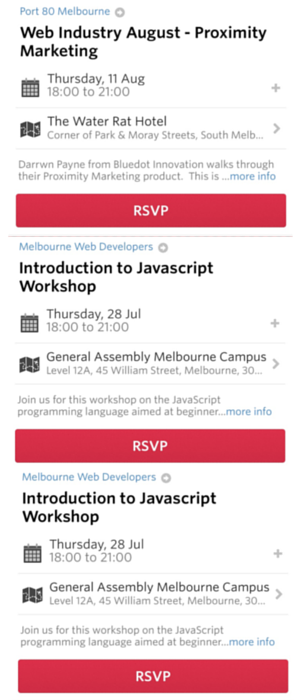 Port 80 Melbourne
Web Industry August - Proximity
Marketing
Thursday, 11 Aug
18:00 to 21:00
The Water Rat Hotel
Corner of Park & Moray Streets, South Melb...
Darrwn Payne from Bluedot Innovation walks through
their Proximity Marketing product. This is ...more info
RSVP
Melbourne Web Developers
Introduction to Javascript
Workshop
Thursday, 28 Jul
18:00 to 21:00
General Assembly Melbourne Campus
Level 12A, 45 William Street, Melbourne, 30...
Join us for this workshop on the JavaScript
programming language aimed at beginner...more info
RSVP
Melbourne Web Developers
Introduction to Javascript
Workshop
Thursday, 28 Jul
18:00 to 21:00
General Assembly Melbourne Campus
Level 12A, 45 William Street, Melbourne, 30...
Join us for this workshop on the JavaScript
programming language aimed at beginner...more info
RSVP